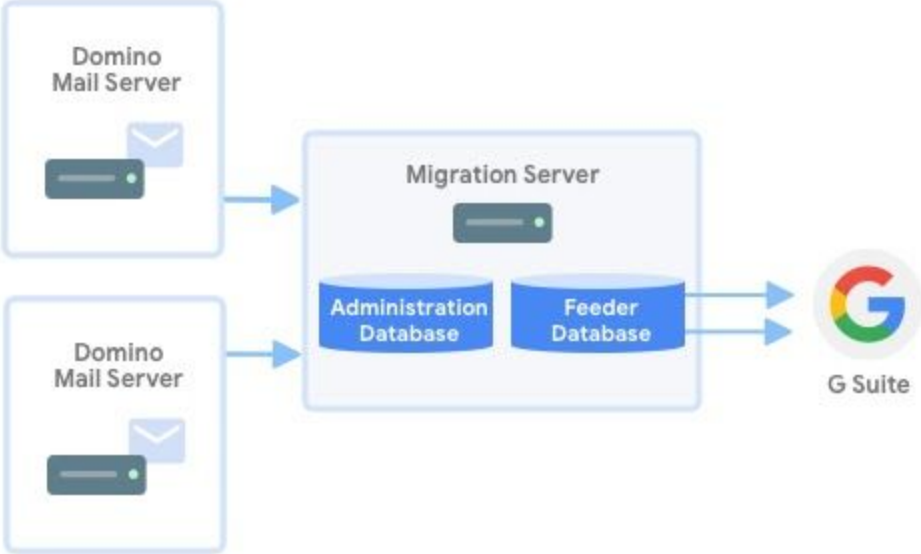 Domino
Mail Server
Migration Server
Administration
Database
Feeder
Database
G Suite
Domino
Mail Server